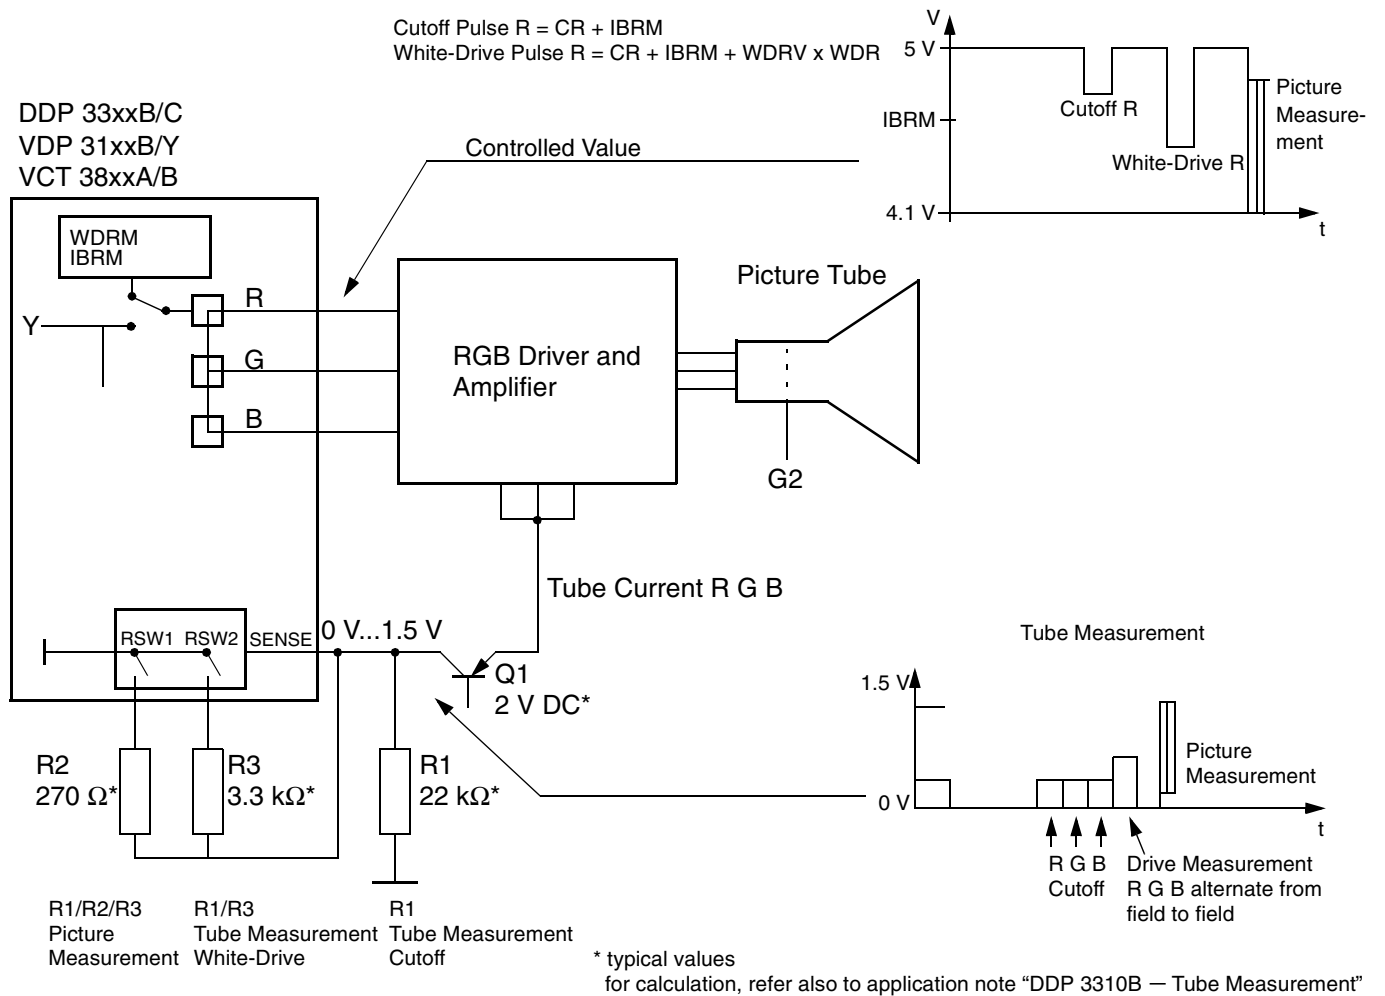 Cutoff Pulse R = CR + IBRM
White-Drive Pulse R = CR + IBRM + WDRV x WDR
V
5 V
IBRM
4.1 V
Cutoff R
White-Drive R
Picture
Measure-
ment
t
DDP 33xxB/C
VDP 31xxB/Y
VCT 38xxA/B
Controlled Value
WDRM
IBRM
Y
R
G
B
RGB Driver and
Amplifier
Picture Tube
G2
Tube Current R G B
RSW1 RSW2 SENSE
0 V...1.5 V
Q1
2 V DC*
R2
270 Ω*
R3
3.3 kΩ*
R1
22 kΩ*
Tube Measurement
1.5 V
0 V
Picture
Measurement
t
R G B
Cutoff
Drive Measurement
R G B alternate from
field to field
R1/R2/R3
Picture
Measurement
R1/R3
Tube Measurement
White-Drive
R1
Tube Measurement
Cutoff
* typical values
for calculation, refer also to application note “DDP 3310B — Tube Measurement”